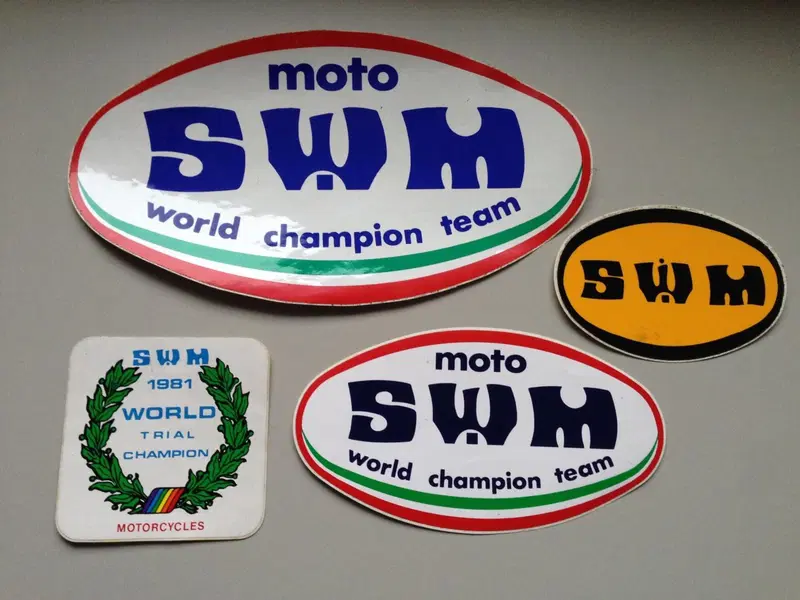 moto
SWM
world champion team
SWM
SWM
1981
WORLD
TRIAL
CHAMPION
MOTORCYCLES
moto
SWM
world champion team